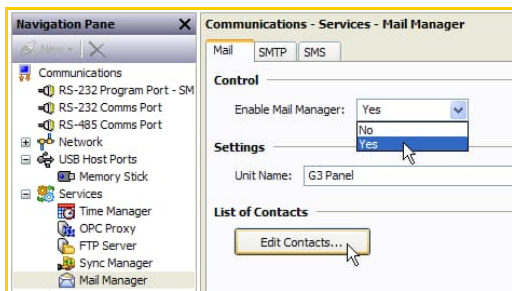 Navigation Pane X
New
Communications
RS-232 Program Port - SM
RS-232 Comms Port
RS-485 Comms Port
Network
USB Host Ports
Memory Stick
Services
Time Manager
OPC Proxy
FTP Server
Sync Manager
Mail Manager
Communications - Services - Mail Manager
Mail SMTP SMS
Control
Enable Mail Manager: Yes
No
Yes
Settings
Unit Name: G3 Panel
List of Contacts
Edit Contacts...